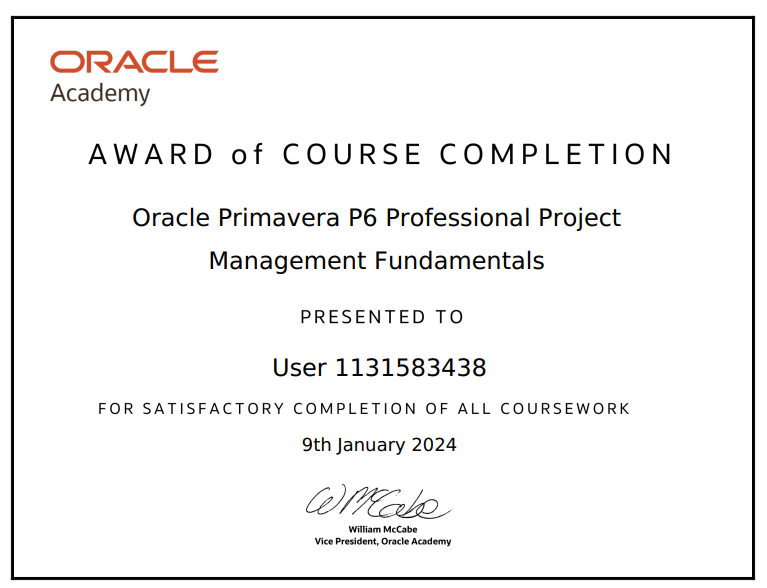 ORACLE
Academy
AWARD of COURSE COMPLETION
Oracle Primavera P6 Professional Project
Management Fundamentals
PRESENTED TO
User 1131583438
FOR SATISFACTORY COMPLETION OF ALL COURSEWORK
9th January 2024
W McCabe
William McCabe
Vice President, Oracle Academy